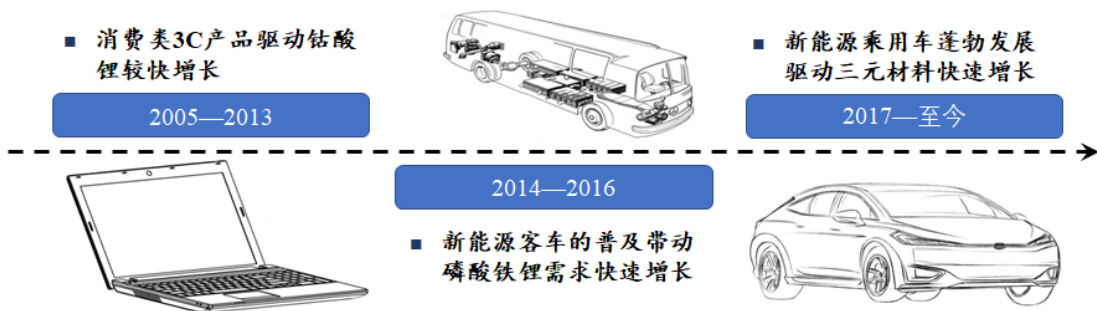 ■ 消费类3C产品驱动钴酸
锂较快增长
2005—2013
2014—2016
■ 新能源客车的普及带动
磷酸铁锂需求快速增长
■ 新能源乘用车蓬勃发展
驱动三元材料快速增长
2017—至今